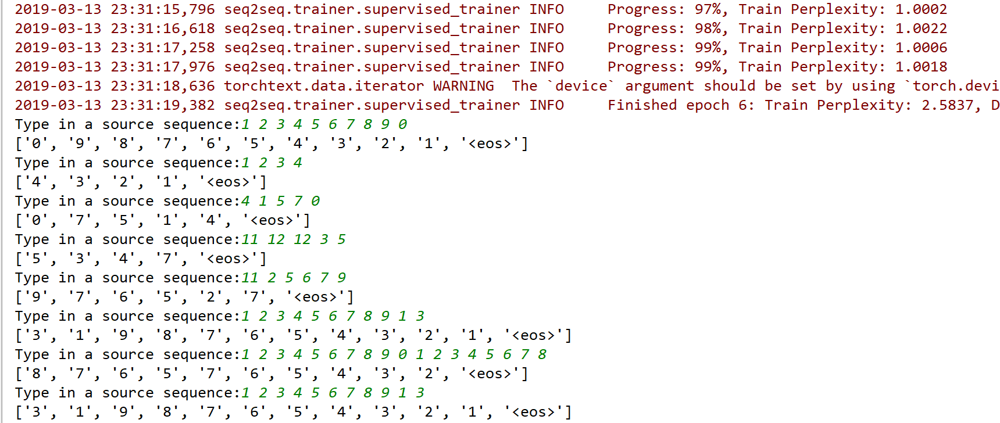 2019-03-13 23:31:15,796 seq2seq.trainer.supervised_trainer INFO     Progress: 97%, Train Perplexity: 1.0002
2019-03-13 23:31:16,618 seq2seq.trainer.supervised_trainer INFO     Progress: 98%, Train Perplexity: 1.0022
2019-03-13 23:31:17,258 seq2seq.trainer.supervised_trainer INFO     Progress: 99%, Train Perplexity: 1.0006
2019-03-13 23:31:17,976 seq2seq.trainer.supervised_trainer INFO     Progress: 99%, Train Perplexity: 1.0018
2019-03-13 23:31:18,636 torchtext.data.iterator WARNING  The `device` argument should be set by using `torch.devi
2019-03-13 23:31:19,382 seq2seq.trainer.supervised_trainer INFO     Finished epoch 6: Train Perplexity: 2.5837, D
Type in a source sequence:1 2 3 4 5 6 7 8 9 0
['0', '9', '8', '7', '6', '5', '4', '3', '2', '1', '<eos>']
Type in a source sequence:1 2 3 4
['4', '3', '2', '1', '<eos>']
Type in a source sequence:4 1 5 7 0
['0', '7', '5', '1', '4', '<eos>']
Type in a source sequence:11 12 12 3 5
['5', '3', '4', '7', '<eos>']
Type in a source sequence:11 2 5 6 7 9
['9', '7', '6', '5', '2', '7', '<eos>']
Type in a source sequence:1 2 3 4 5 6 7 8 9 1 3
['3', '1', '9', '8', '7', '6', '5', '4', '3', '2', '1', '<eos>']
Type in a source sequence:1 2 3 4 5 6 7 8 9 0 1 2 3 4 5 6 7 8
['8', '7', '6', '5', '7', '6', '5', '4', '3', '2', '<eos>']
Type in a source sequence:1 2 3 4 5 6 7 8 9 1 3
['3', '1', '9', '8', '7', '6', '5', '4', '3', '2', '1', '<eos>']